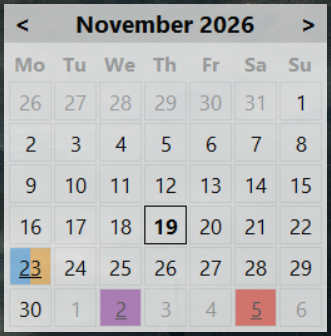 < November 2026 >
Mo Tu We Th Fr Sa Su
26 27 28 29 30 31 1
2 3 4 5 6 7 8
9 10 11 12 13 14 15
16 17 18 19 20 21 22
23 24 25 26 27 28 29
30 1 2 3 4 5 6